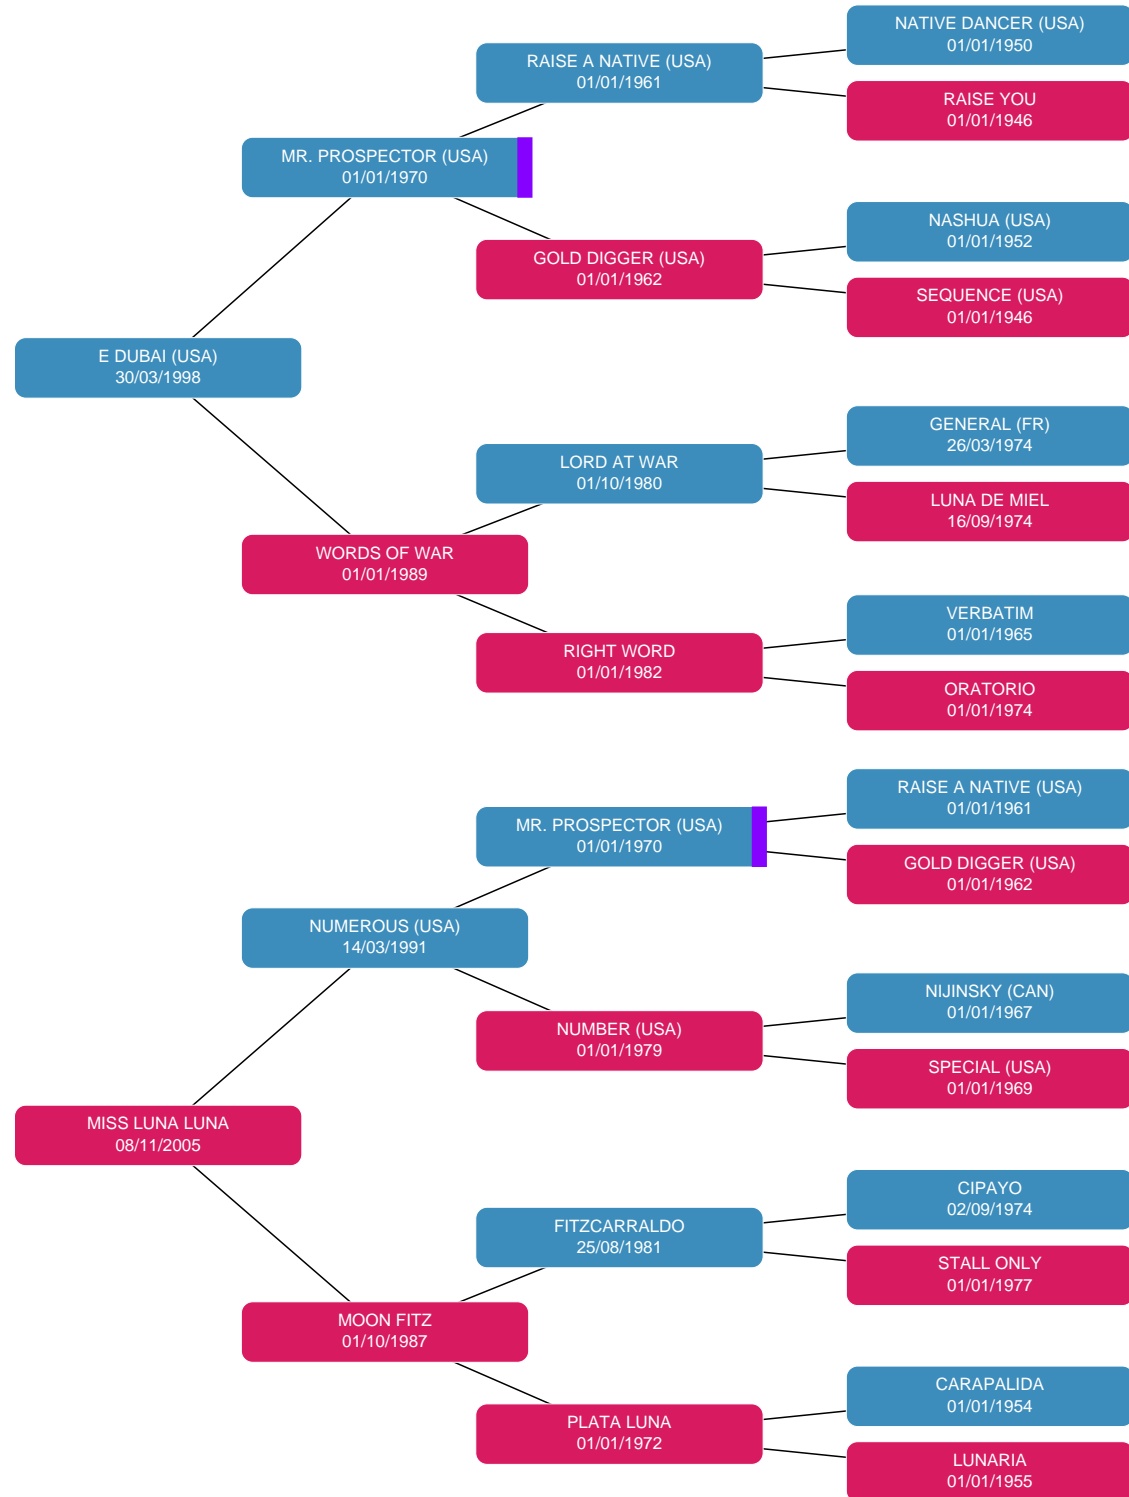 NATIVE DANCER (USA)
01/01/1950
RAISE A NATIVE (USA)
01/01/1961
RAISE YOU
01/01/1946
MR. PROSPECTOR (USA)
01/01/1970
NASHUA (USA)
01/01/1952
GOLD DIGGER (USA)
01/01/1962
SEQUENCE (USA)
01/01/1946
E DUBAI (USA)
30/03/1998
GENERAL (FR)
26/03/1974
LORD AT WAR
01/10/1980
LUNA DE MIEL
16/09/1974
WORDS OF WAR
01/01/1989
VERBATIM
01/01/1965
RIGHT WORD
01/01/1982
ORATORIO
01/01/1974
RAISE A NATIVE (USA)
01/01/1961
MR. PROSPECTOR (USA)
01/01/1970
GOLD DIGGER (USA)
01/01/1962
NUMEROUS (USA)
14/03/1991
NIJINSKY (CAN)
01/01/1967
NUMBER (USA)
01/01/1979
SPECIAL (USA)
01/01/1969
MISS LUNA LUNA
08/11/2005
CIPAYO
02/09/1974
FITZCARRALDO
25/08/1981
STALL ONLY
01/01/1977
MOON FITZ
01/10/1987
CARAPALIDA
01/01/1954
PLATA LUNA
01/01/1972
LUNARIA
01/01/1955